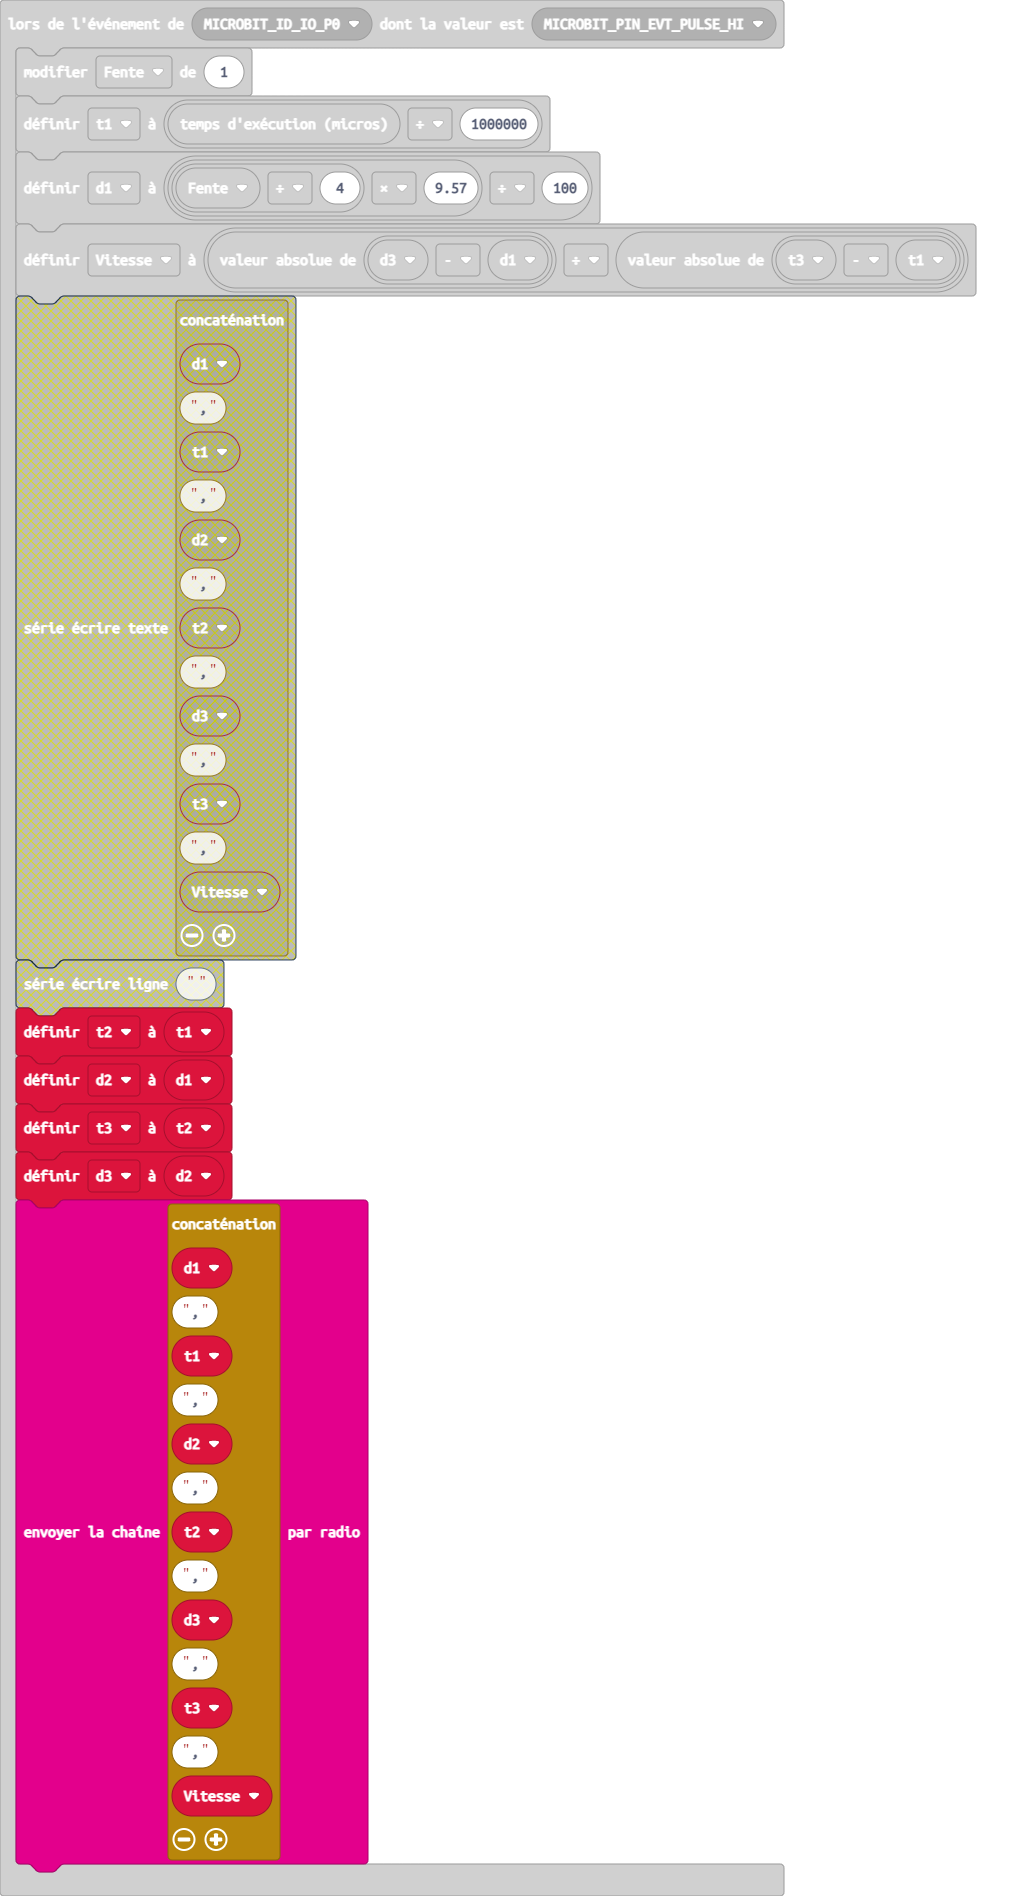 lors de l'événement de MICROBIT_ID_IO_P0 dont la valeur est MICROBIT_PIN_EVT_PULSE_HI
modifier Fente de 1
définir t1 à temps d'exécution (micros) ÷ 1000000
définir d1 à Fente ÷ 4 × 9.57 ÷ 100
définir Vitesse à valeur absolue de d3 - d1 ÷ valeur absolue de t3 - t1
concaténation
d1
","
t1
","
d2
","
série écrire texte t2
","
d3
","
t3
","
Vitesse
série écrire ligne " "
définir t2 à t1
définir d2 à d1
définir t3 à t2
définir d3 à d2
concaténation
d1
","
t1
","
d2
","
envoyer la chaîne t2 par radio
","
d3
","
t3
","
Vitesse